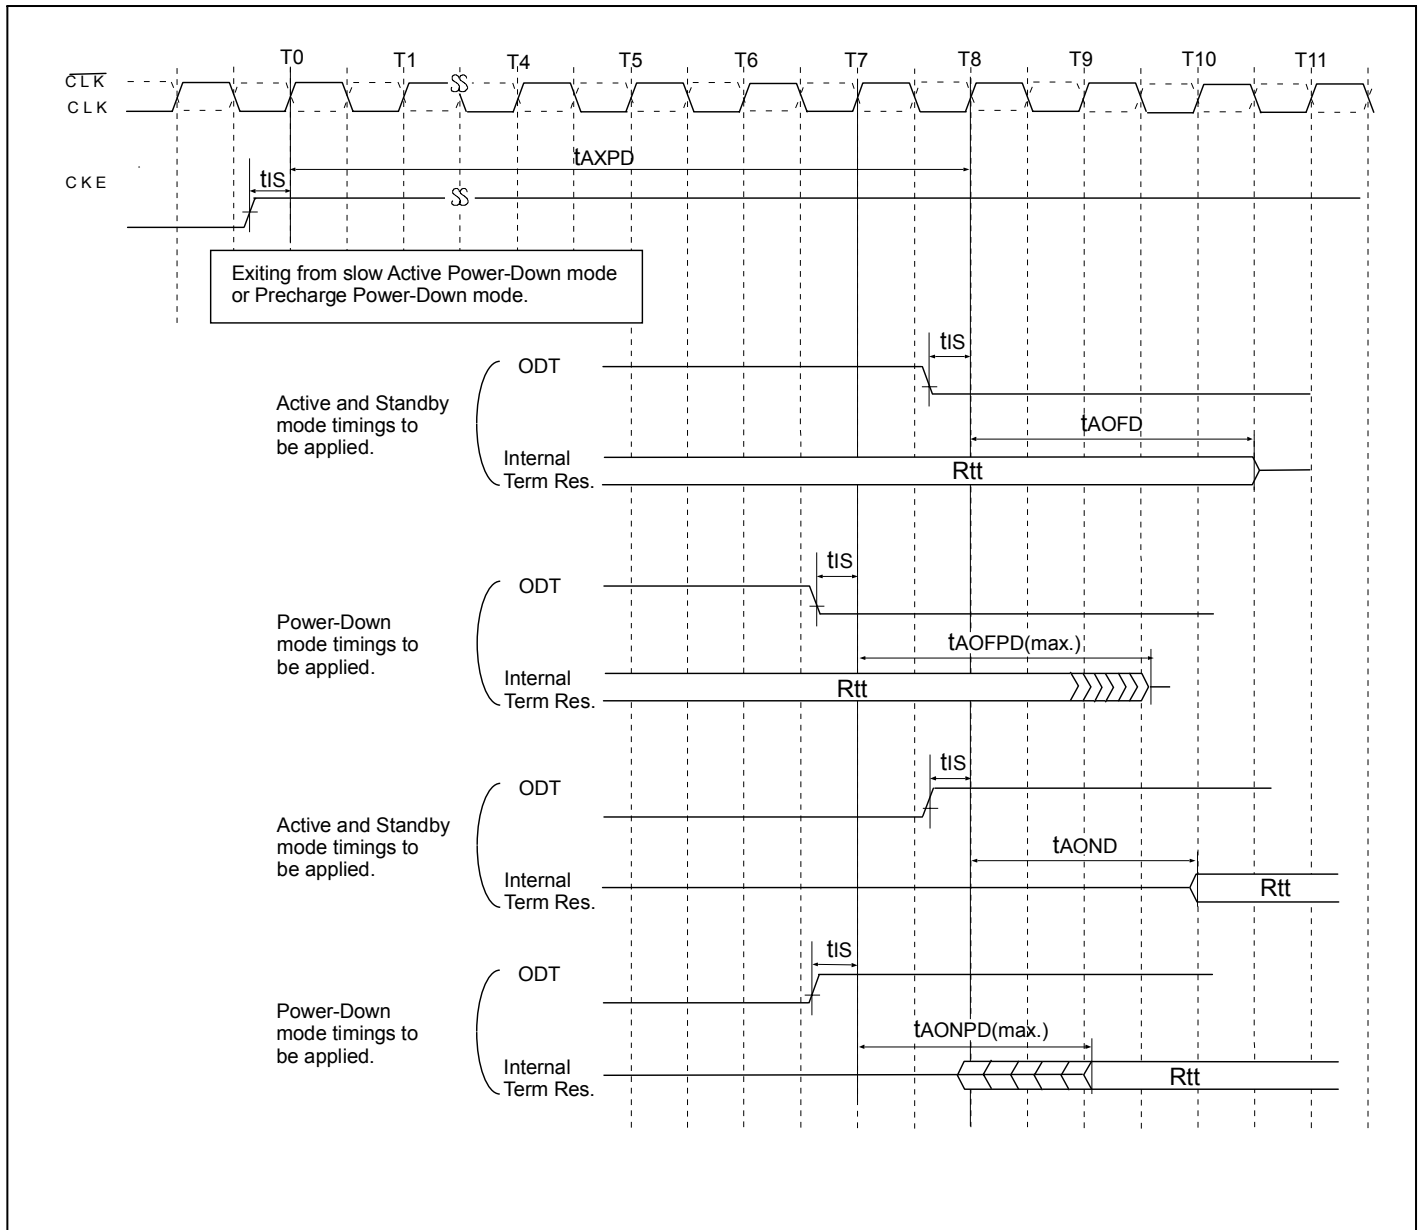 T0 T1 T4 T5 T6 T7 T8 T9 T10 T11
CLK
CLK
tAXPD
CKE
tIS
Exiting from slow Active Power-Down mode
or Precharge Power-Down mode.
tIS
ODT
Active and Standby
mode timings to
be applied.
tAOFD
Internal
Term Res.
Rtt
tIS
ODT
Power-Down
mode timings to
be applied.
tAOFPD(max.)
Internal
Term Res.
Rtt
tIS
ODT
Active and Standby
mode timings to
be applied.
tAOND
Internal
Term Res.
Rtt
tIS
ODT
Power-Down
mode timings to
be applied.
tAONPD(max.)
Internal
Term Res.
Rtt